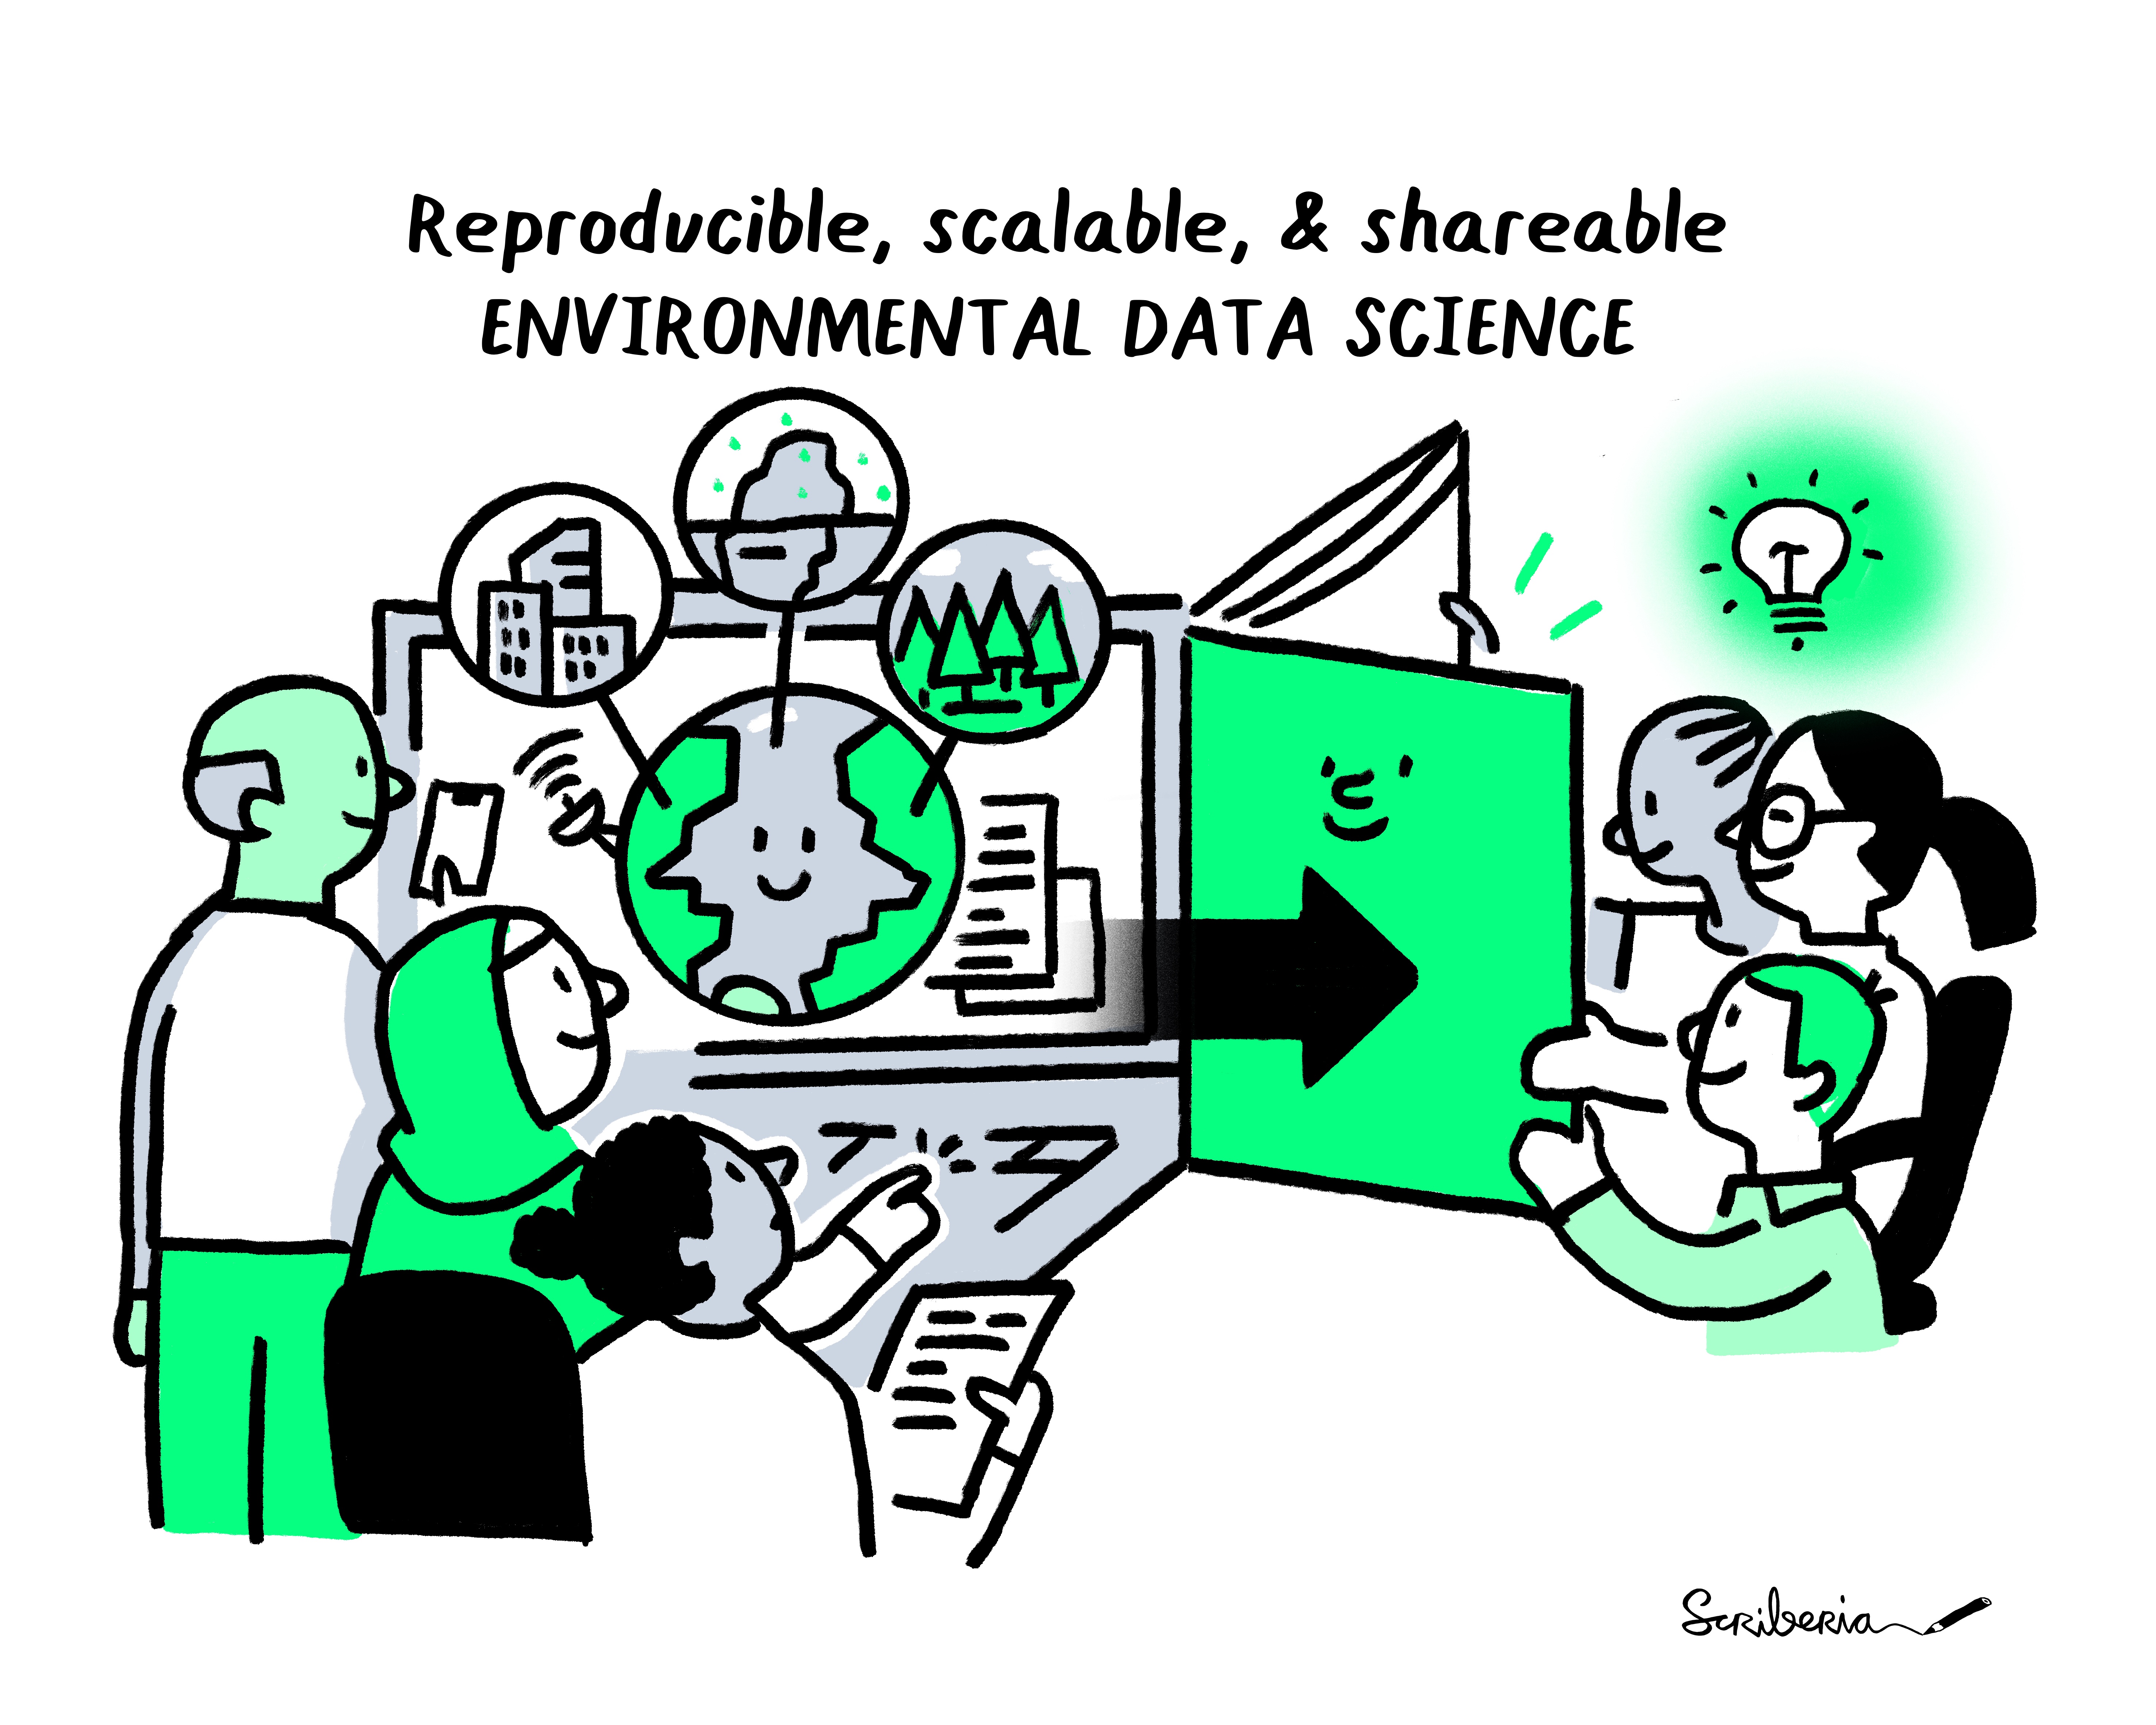 Reproducible, scalable, & shareable
ENVIRONMENTAL DATA SCIENCE
Scriberia